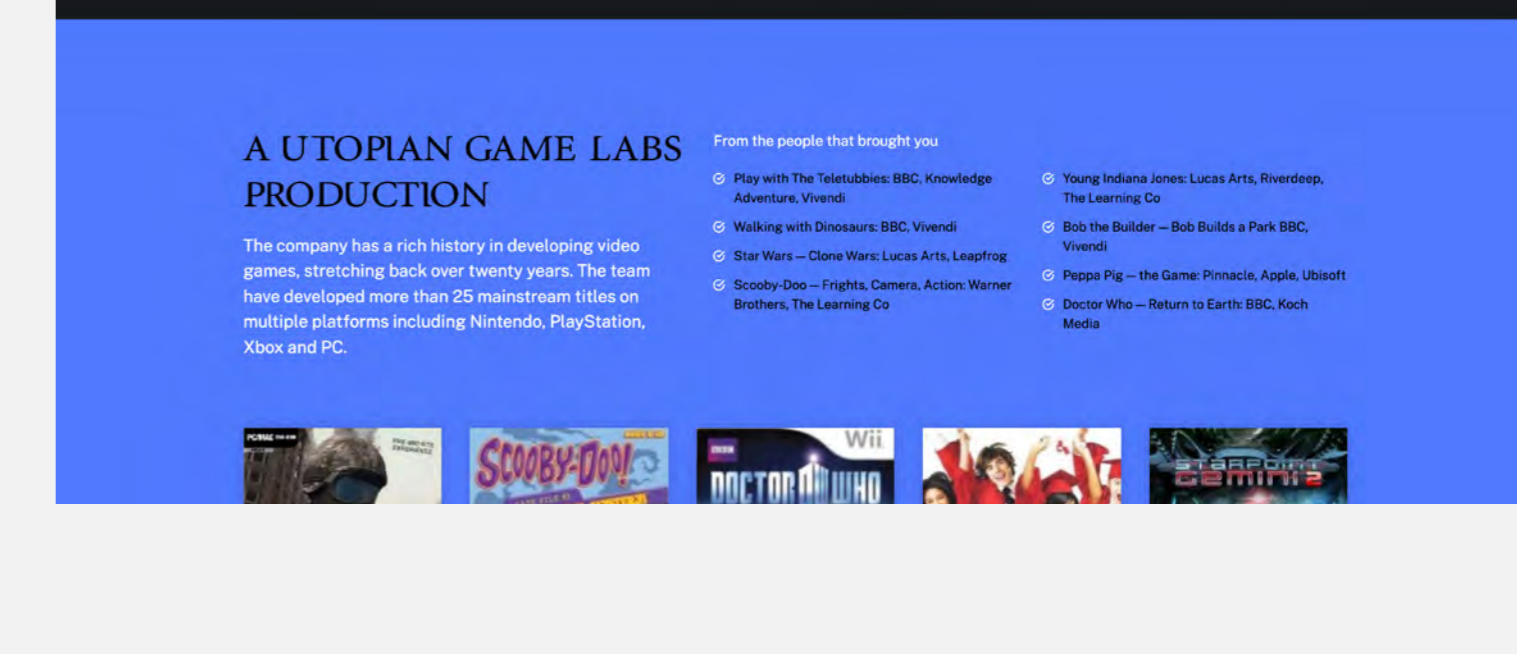 A UTOPIAN GAME LABS
PRODUCTION
The company has a rich history in developing video
games, stretching back over twenty years. The team
have developed more than 25 mainstream titles on
multiple platforms including Nintendo, PlayStation,
Xbox and PC.
From the people that brought you
Play with The Teletubbies: BBC, Knowledge
Adventure, Vivendi
Walking with Dinosaurs: BBC, Vivendi
Star Wars — Clone Wars: Lucas Arts, Leapfrog
Scooby-Doo — Frights, Camera, Action: Warner
Brothers, The Learning Co
Young Indiana Jones: Lucas Arts, Riverdeep,
The Learning Co
Bob the Builder — Bob Builds a Park BBC,
Vivendi
Peppa Pig — the Game: Pinnacle, Apple, Ubisoft
Doctor Who — Return to Earth: BBC, Koch
Media
PC/MAC
SCOOBY-DOO!
Wii
BBC
DOCTOR WHO
STARPOINT
GEMINI 2